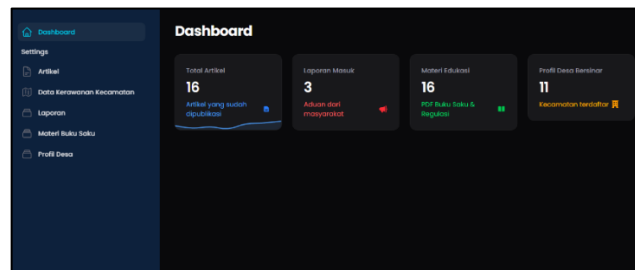 Dashboard
Settings
Artikel
Data Kerawanan Kecamatan
Laporan
Materi Buku Saku
Profil Desa
Dashboard
Total Artikel
16
Artikel yang sudah
dipublikasi
Laporan Masuk
3
Aduan dari
masyarakat
Materi Edukasi
16
PDF Buku Saku &
Regulasi
Profil Desa Bersinar
11
Kecamatan terdaftar